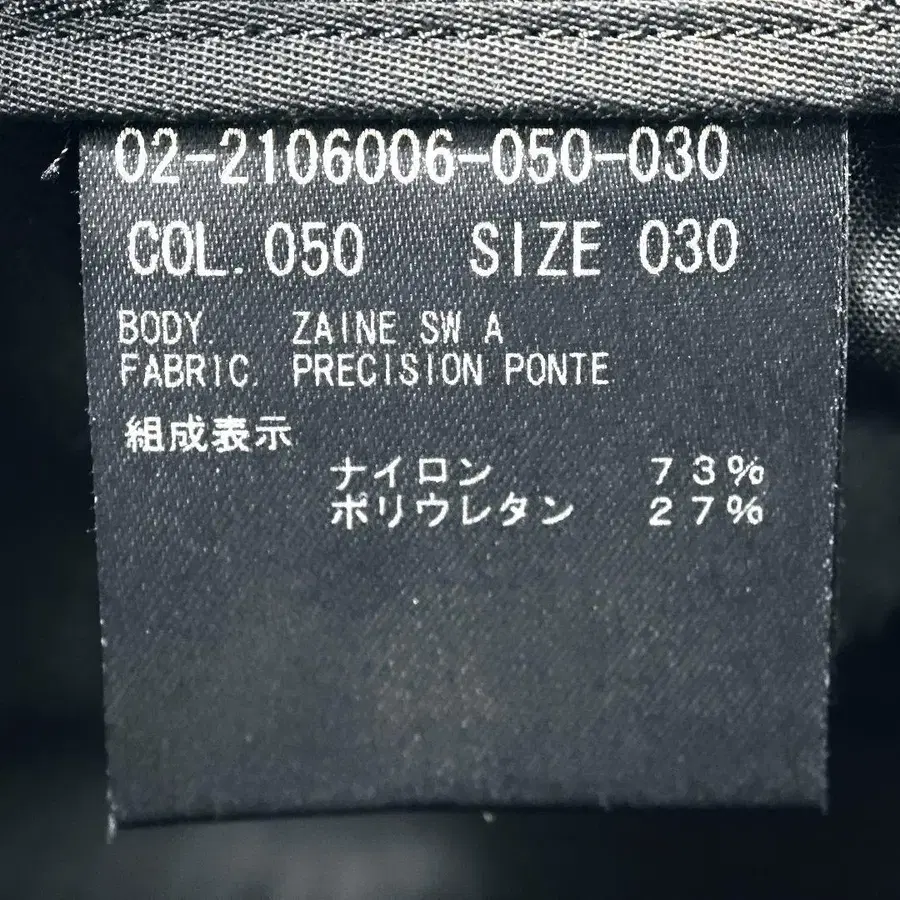 02-2106006-050-030
COL. 050 SIZE 030
BODY. ZAINE SW A
FABRIC. PRECISION PONTE
組成表示
ナイロン 73%
ポリウレタン 27%